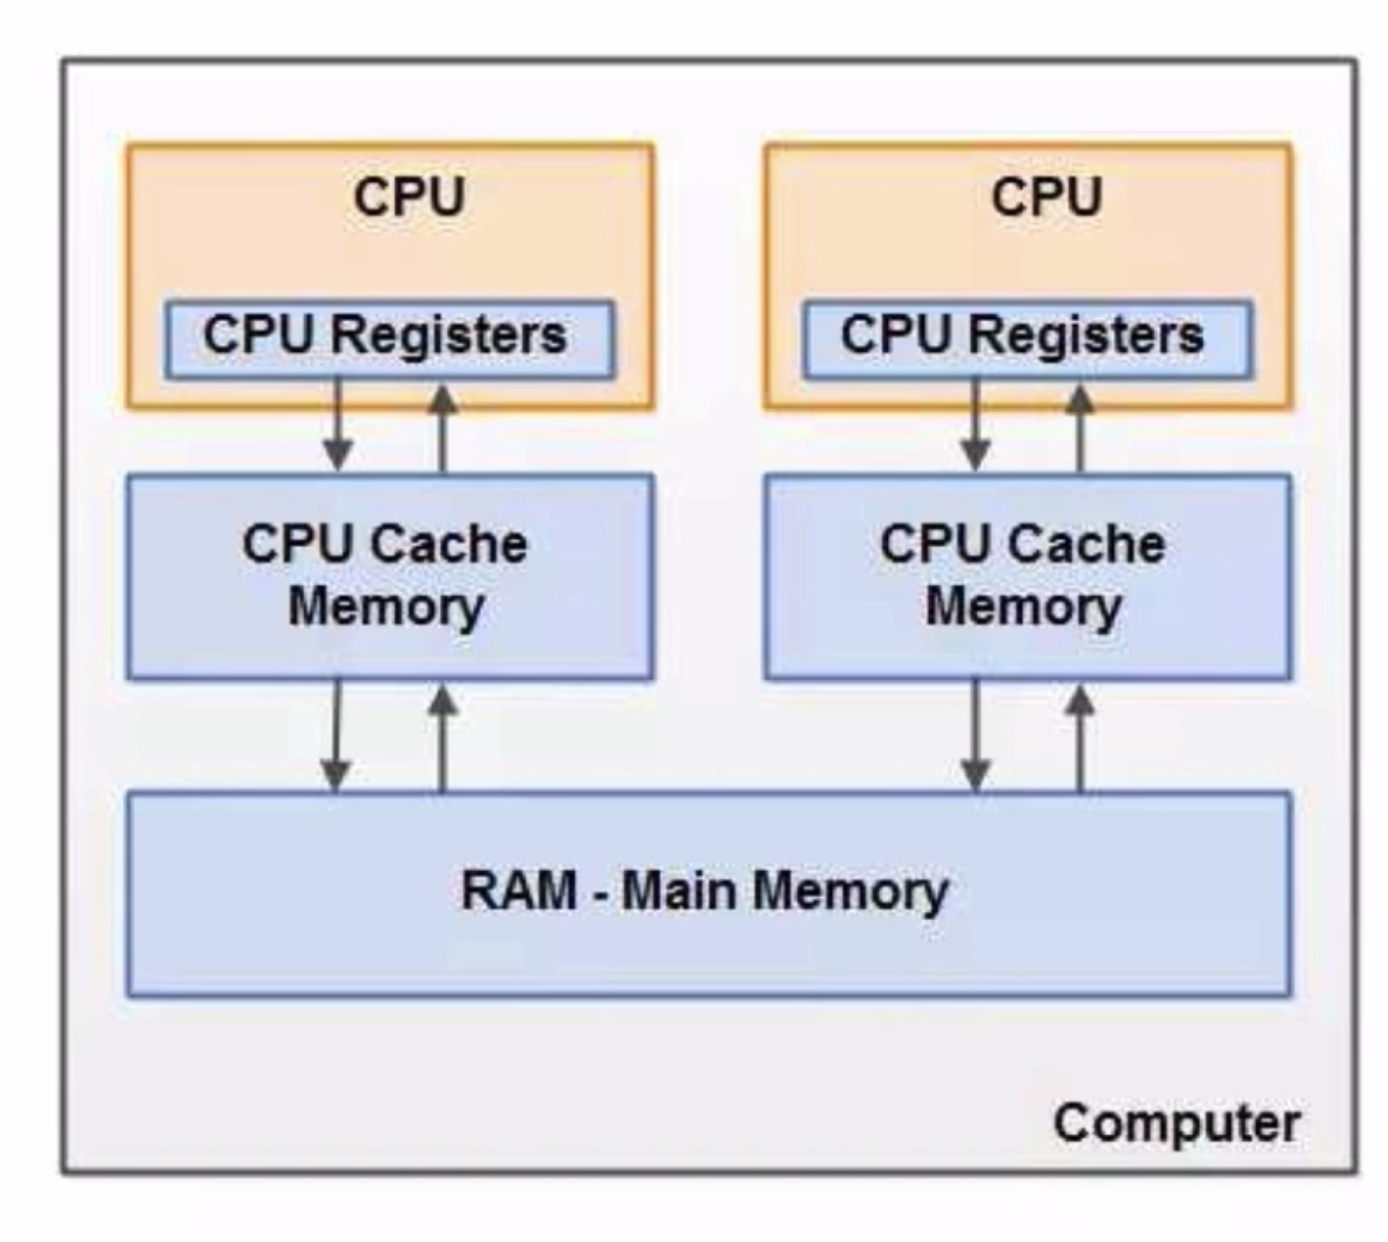 CPU
CPU
CPU Registers
CPU Registers
CPU Cache
Memory
CPU Cache
Memory
RAM - Main Memory
Computer